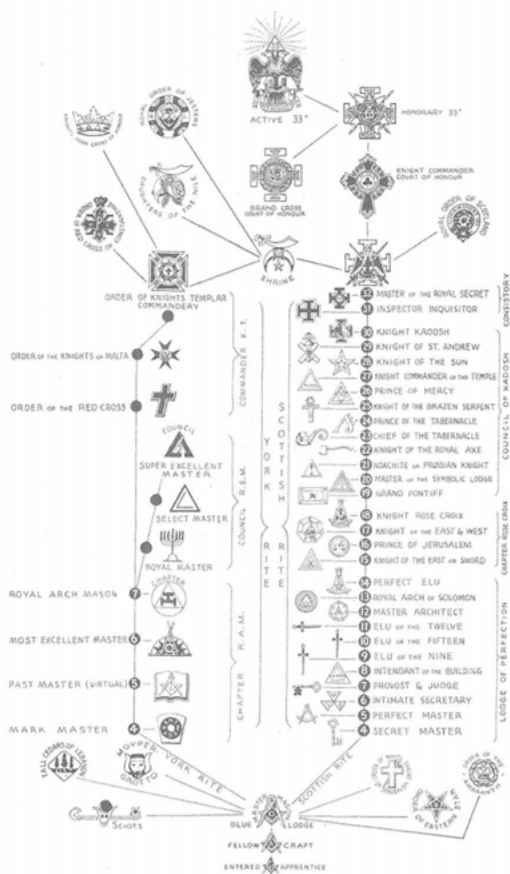 ROYAL ORDER OF JESTERS
ACTIVE 33°
HONORARY 33°
DAUGHTERS OF THE NILE
GRAND CROSS
COURT OF HONOUR
KNIGHT COMMANDER
COURT OF HONOUR
ROYAL ORDER OF SCOTLAND
SHRINE
ORDER OF KNIGHTS TEMPLAR
COMMANDERY
ORDER OF THE KNIGHTS OF MALTA
ORDER OF THE RED CROSS
COMMANDER K.T.
COUNCIL
SUPER EXCELLENT
MASTER
SELECT MASTER
ROYAL MASTER
COUNCIL R.S.M.
CHAPTER
7 ROYAL ARCH MASON
6 MOST EXCELLENT MASTER
5 PAST MASTER (VIRTUAL)
4 MARK MASTER
CHAPTER R.A.M.
YORK RITE
SCOTTISH RITE
32 MASTER OF THE ROYAL SECRET
31 INSPECTOR INQUISITOR
CONSISTORY
30 KNIGHT KADOSH
29 KNIGHT OF ST. ANDREW
28 KNIGHT OF THE SUN
27 KNIGHT COMMANDER OF THE TEMPLE
26 PRINCE OF MERCY
25 KNIGHT OF THE BRAZEN SERPENT
24 PRINCE OF THE TABERNACLE
23 CHIEF OF THE TABERNACLE
22 KNIGHT OF THE ROYAL AXE
21 NOACHITE OR PRUSSIAN KNIGHT
20 MASTER OF THE SYMBOLIC LODGE
19 GRAND PONTIFF
COUNCIL OF KADOSH
18 KNIGHT ROSE CROIX
17 KNIGHT OF THE EAST & WEST
16 PRINCE OF JERUSALEM
15 KNIGHT OF THE EAST OR SWORD
CHAPTER ROSE CROIX
14 PERFECT ELU
13 ROYAL ARCH OF SOLOMON
12 MASTER ARCHITECT
11 ELU OF THE TWELVE
10 ELU OF THE FIFTEEN
9 ELU OF THE NINE
8 INTENDANT OF THE BUILDING
7 PROVOST & JUDGE
6 INTIMATE SECRETARY
5 PERFECT MASTER
4 SECRET MASTER
LODGE OF PERFECTION
TALL CEDARS OF LEBANON
GROTTO
YORK RITE
SCOTTISH RITE
SCIOTS
MASTER MASON
BLUE LODGE
ORDER OF THE
AMARANTH
ORDER OF EASTERN
STAR
FELLOW CRAFT
ENTERED APPRENTICE